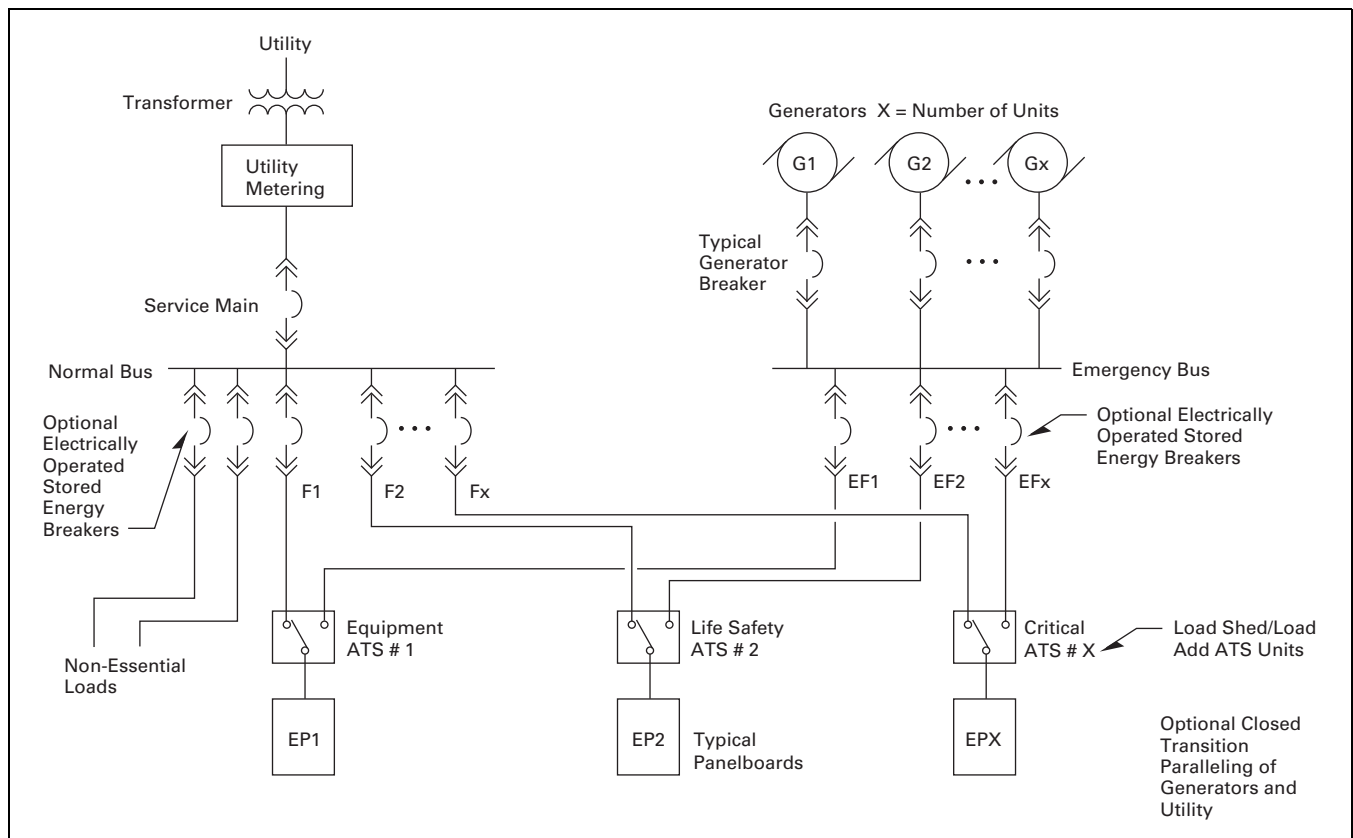 Utility
Transformer
Utility
Metering
Service Main
Normal Bus
Optional
Electrically
Operated
Stored
Energy
Breakers
F1
F2
Fx
Non-Essential
Loads
Generators X = Number of Units
G1
G2
Gx
Typical
Generator
Breaker
Emergency Bus
Optional Electrically
Operated Stored
Energy Breakers
EF1
EF2
EFx
Equipment
ATS # 1
Life Safety
ATS # 2
Critical
ATS # X
Load Shed/Load
Add ATS Units
EP1
EP2
Typical
Panelboards
EPX
Optional Closed
Transition
Paralleling of
Generators and
Utility